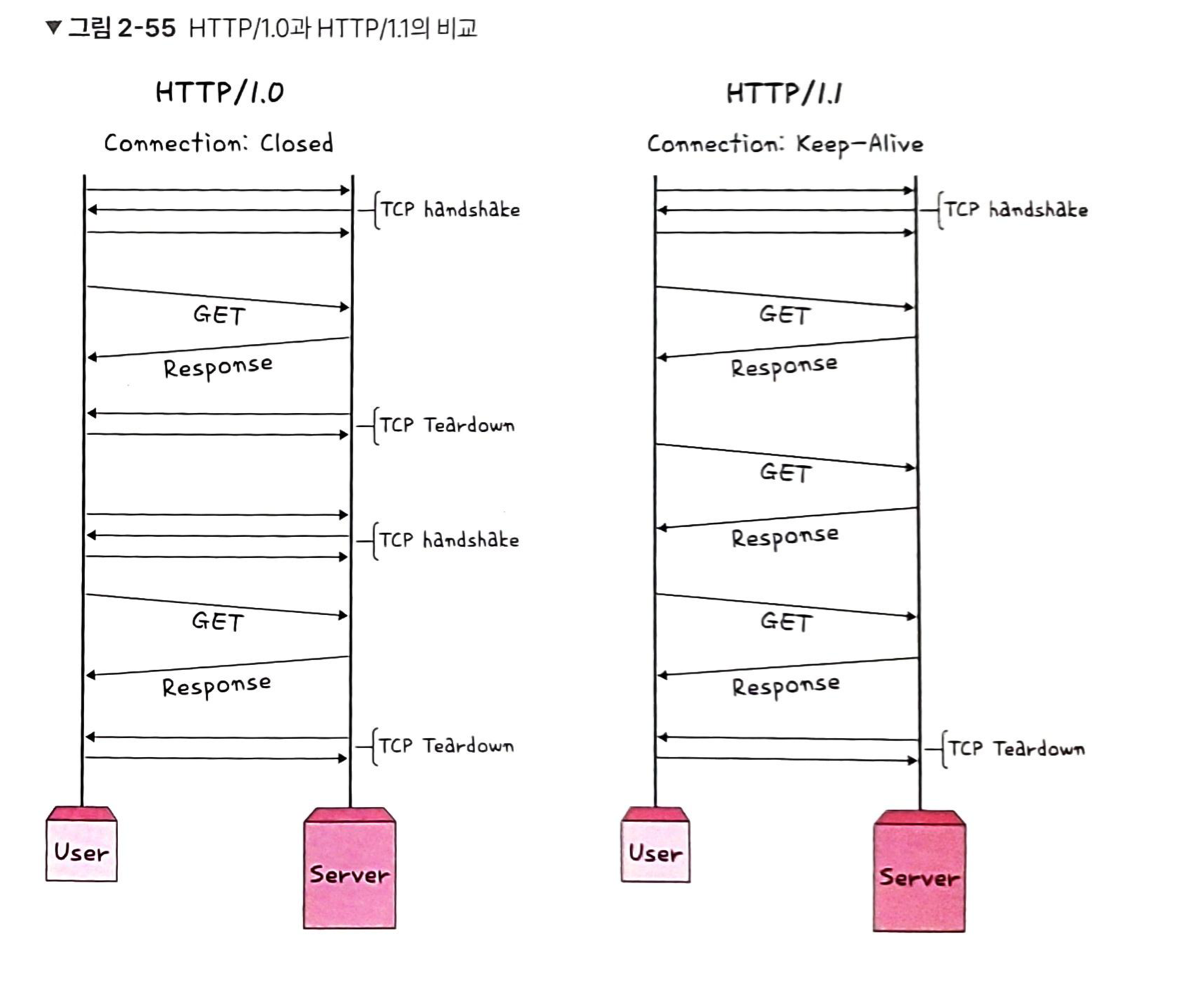 ▼ 그림 2-55 HTTP/1.0과 HTTP/1.1의 비교
HTTP/1.0
Connection: Closed
TCP handshake
GET
Response
TCP Teardown
TCP handshake
GET
Response
TCP Teardown
User
Server
HTTP/1.1
Connection: Keep-Alive
TCP handshake
GET
Response
GET
Response
GET
Response
TCP Teardown
User
Server